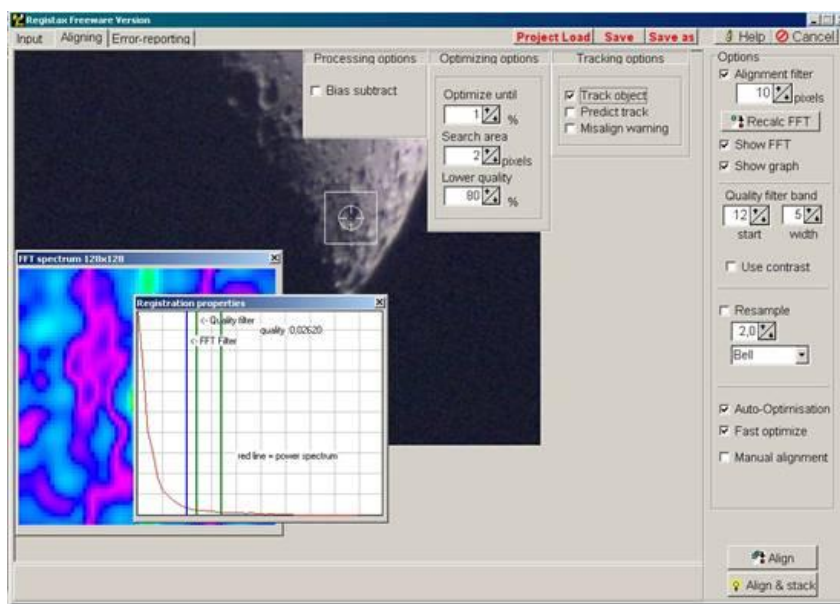 Registax Freeware Version
Input Aligning Error-reporting Project Load Save Save as Help Cancel
Processing options
Bias subtract
Optimizing options
Optimize until
1 %
Search area
2 pixels
Lower quality
80 %
Tracking options
Track object
Predict track
Misalign warning
Options
Alignment filter
10 pixels
Recalc FFT
Show FFT
Show graph
Quality filter band
12 5
start width
Use contrast
Resample
2,0
Bell
Auto-Optimisation
Fast optimize
Manual alignment
Align
Align & stack
FFT spectrum 128x128
Registration properties
<- Quality filter
quality 0,02620
<- FFT Filter
red line = power spectrum